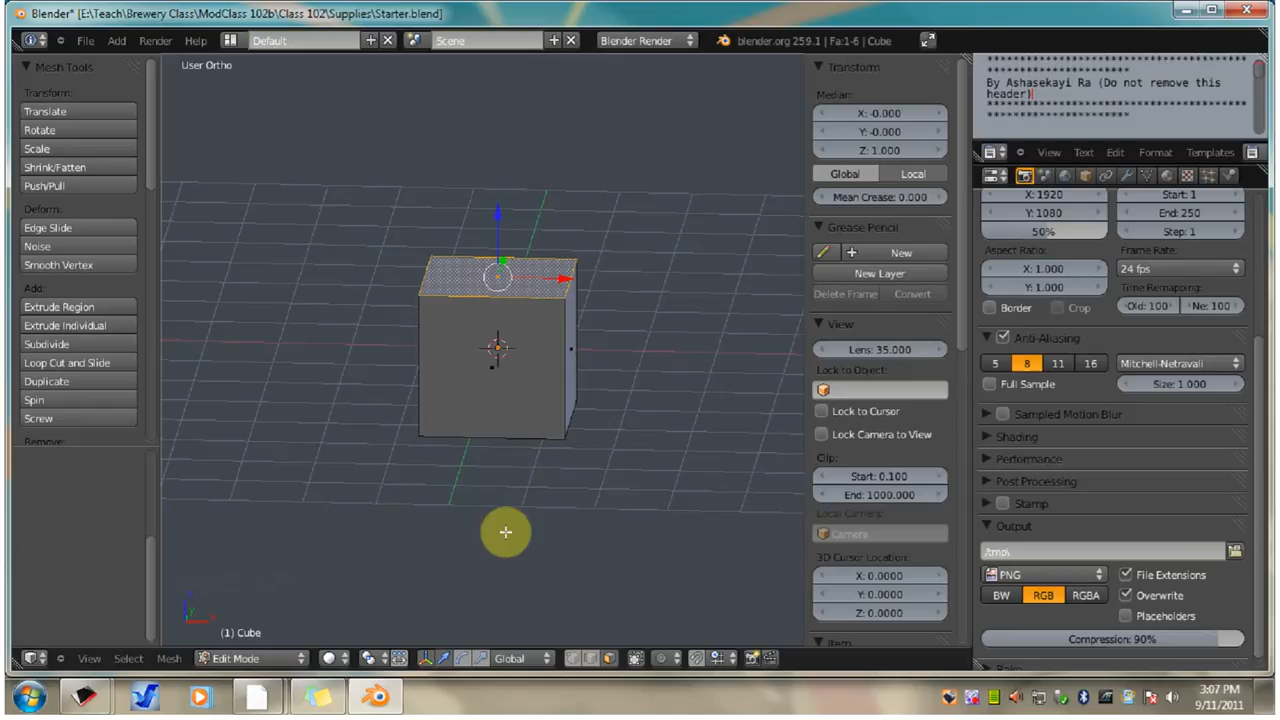 Blender* [E:\Teach\Brewery Class\ModClass 102b\Class 102\Supplies\Starter.blend]
File Add Render Help Default Scene Blender Render blender.org 259.1 | Fa:1-6 | Cube
Mesh Tools
Transform:
Translate
Rotate
Scale
Shrink/Fatten
Push/Pull
Deform:
Edge Slide
Noise
Smooth Vertex
Add:
Extrude Region
Extrude Individual
Subdivide
Loop Cut and Slide
Duplicate
Spin
Screw
Remove:
User Ortho
(1) Cube
View Select Mesh Edit Mode Global
Transform
Median:
X: -0.000
Y: -0.000
Z: 1.000
Global Local
Mean Crease: 0.000
Grease Pencil
New
New Layer
Delete Frame Convert
View
Lens: 35.000
Lock to Object:
Lock to Cursor
Lock Camera to View
Clip:
Start: 0.100
End: 1000.000
Local Camera:
Camera
3D Cursor Location:
X: 0.0000
Y: 0.0000
Z: 0.0000
Item
By Ashasekayi Ra (Do not remove this
header)
View Text Edit Format Templates
X: 1920 Start: 1
Y: 1080 End: 250
50% Step: 1
Aspect Ratio: Frame Rate:
X: 1.000 24 fps
Y: 1.000 Time Remapping:
Border Crop Old: 100 Ne: 100
Anti-Aliasing
5 8 11 16 Mitchell-Netravali
Full Sample Size: 1.000
Sampled Motion Blur
Shading
Performance
Post Processing
Stamp
Output
/tmp\
PNG File Extensions
BW RGB RGBA Overwrite
Placeholders
Compression: 90%
3:07 PM
9/11/2011